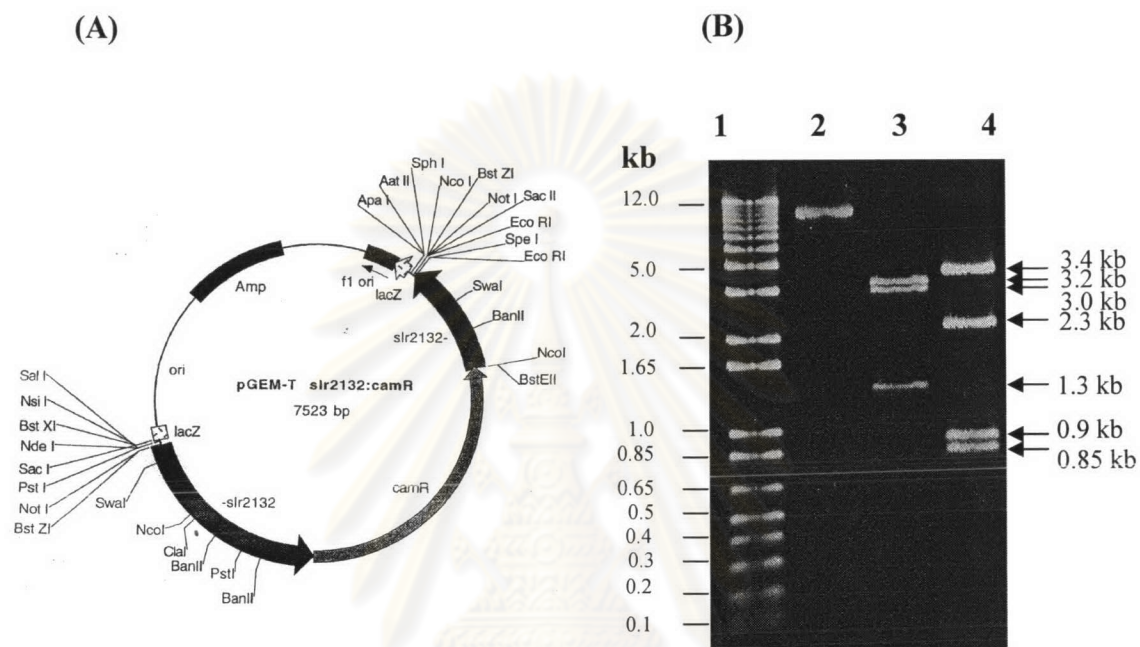 (A)
(B)
Sph I
Aat II
Nco I
Bst ZI
Apa I
Not I
Sac II
Eco RI
Spe I
Eco RI
f1 ori
lacZ
Amp
SwaI
BanII
slr2132-
NcoI
BstEII
ori
pGEM-T slr2132:camR
7523 bp
Sal I
Nsi I
Bst XI
Nde I
Sac I
Pst I
Not I
Bst ZI
lacZ
SwaI
-slr2132
camR
NcoI
ClaI
BanII
PstI
BanII
1 2 3 4
kb
12.0
5.0
2.0
1.65
1.0
0.85
0.65
0.5
0.4
0.3
0.2
0.1
3.4 kb
3.2 kb
3.0 kb
2.3 kb
1.3 kb
0.9 kb
0.85 kb